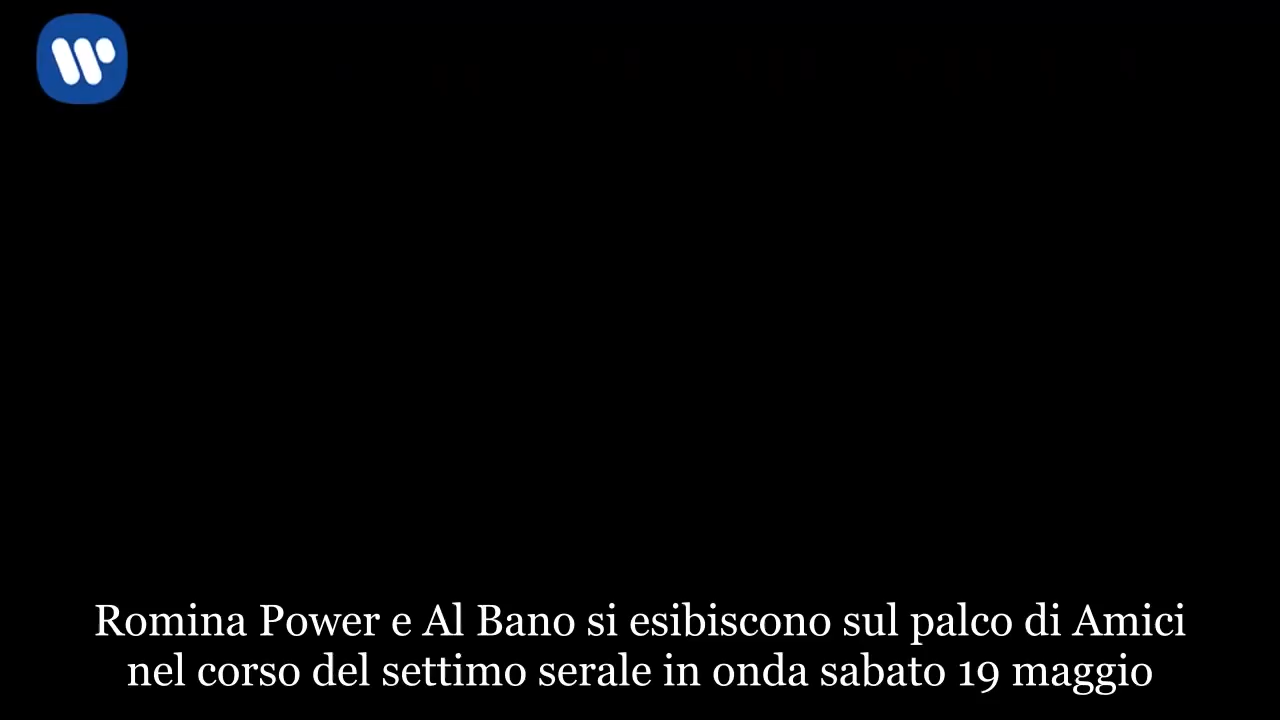 Romina Power e Al Bano si esibiscono sul palco di Amici
nel corso del settimo serale in onda sabato 19 maggio